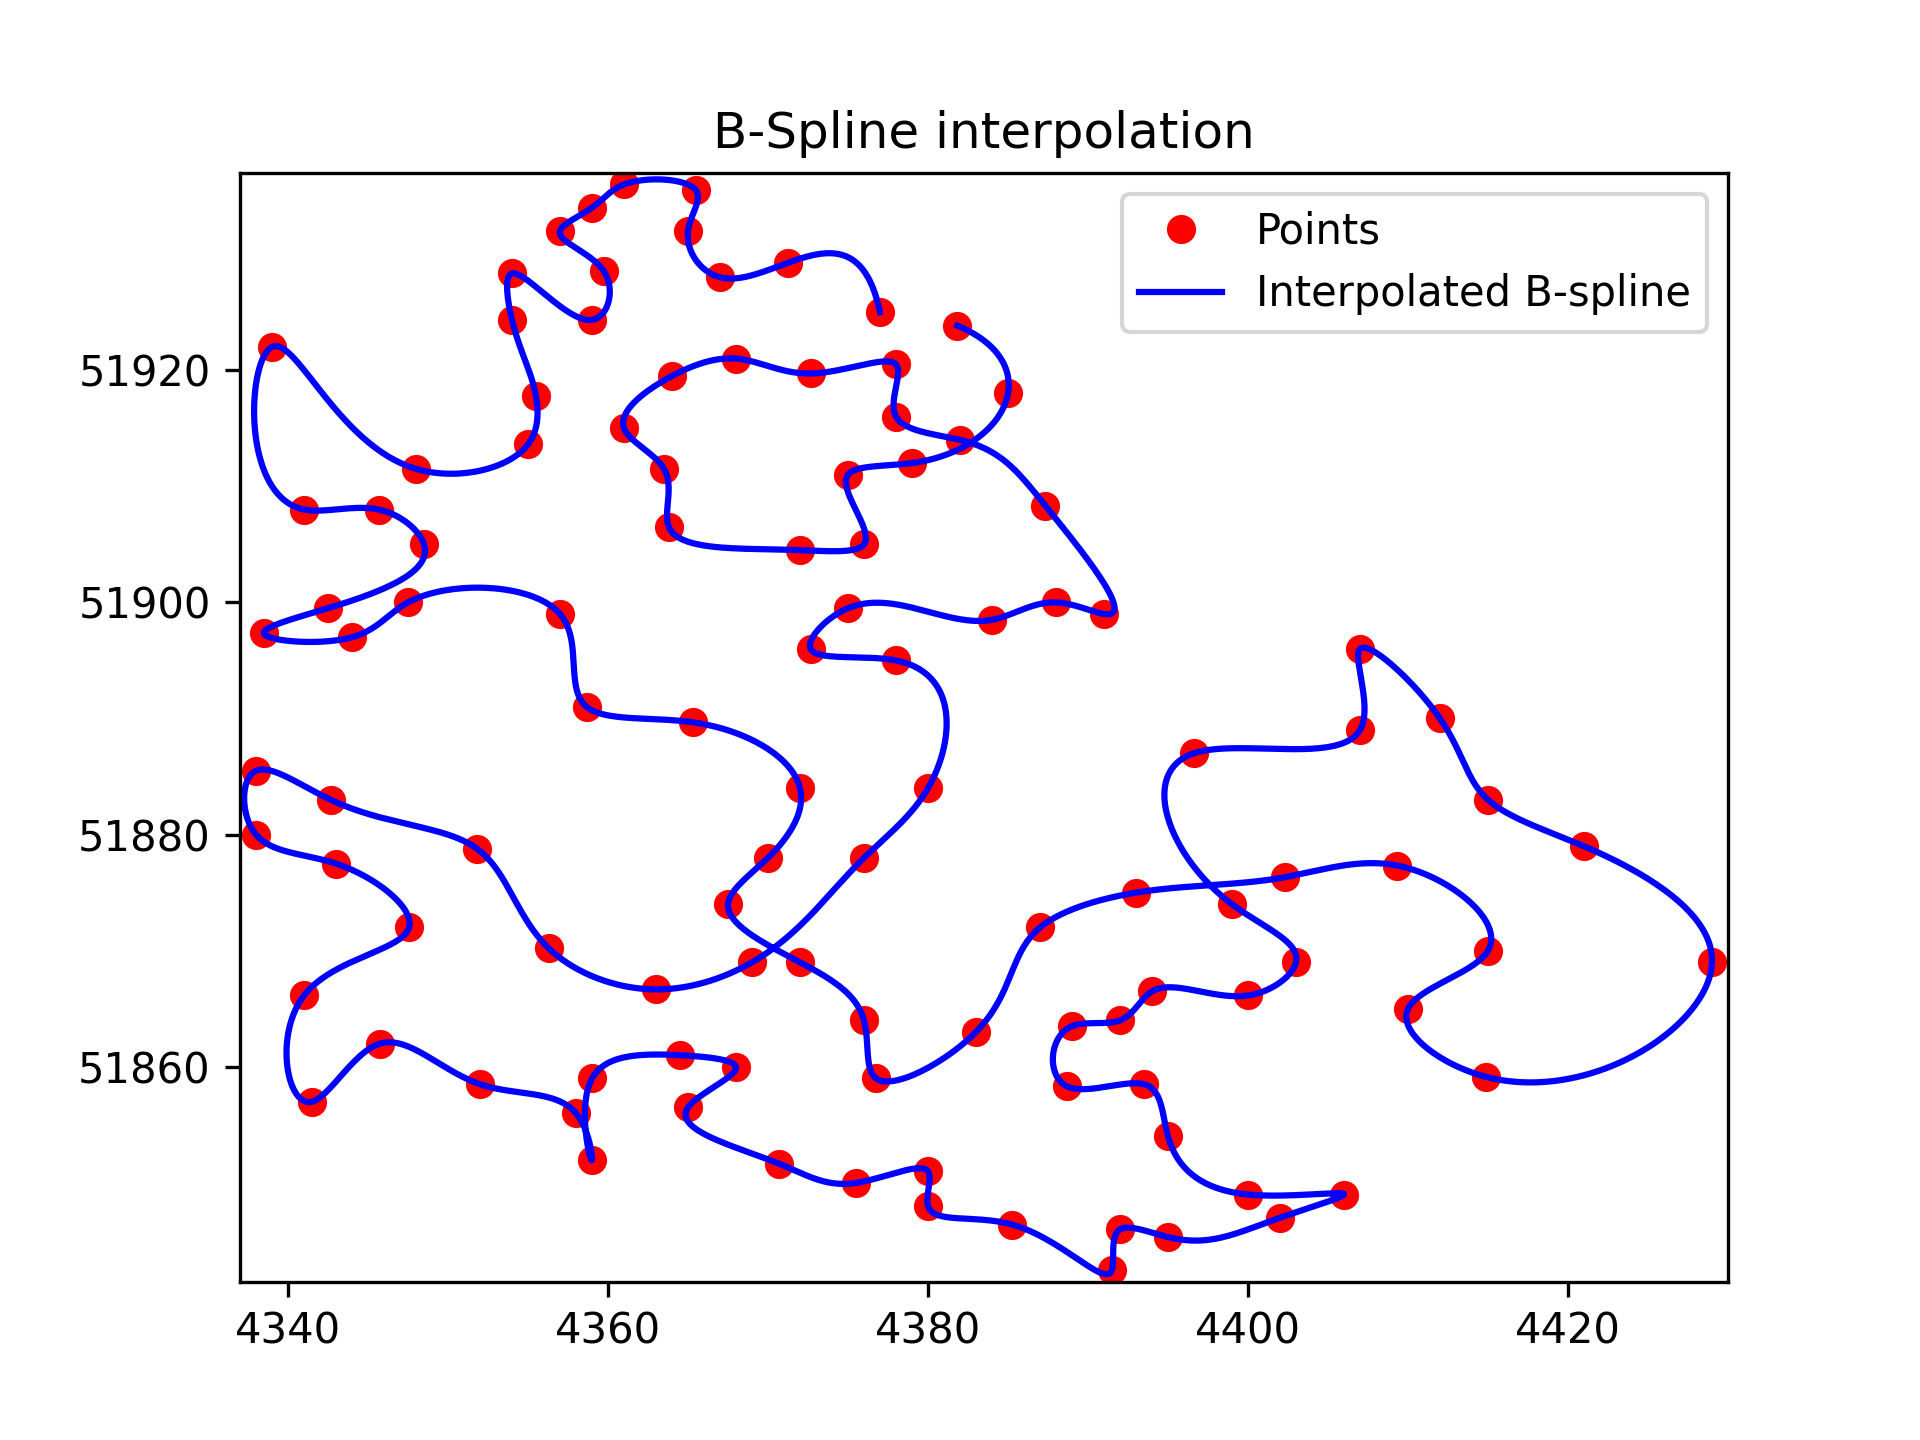 B-Spline interpolation
Points
Interpolated B-spline
51920
51900
51880
51860
4340 4360 4380 4400 4420